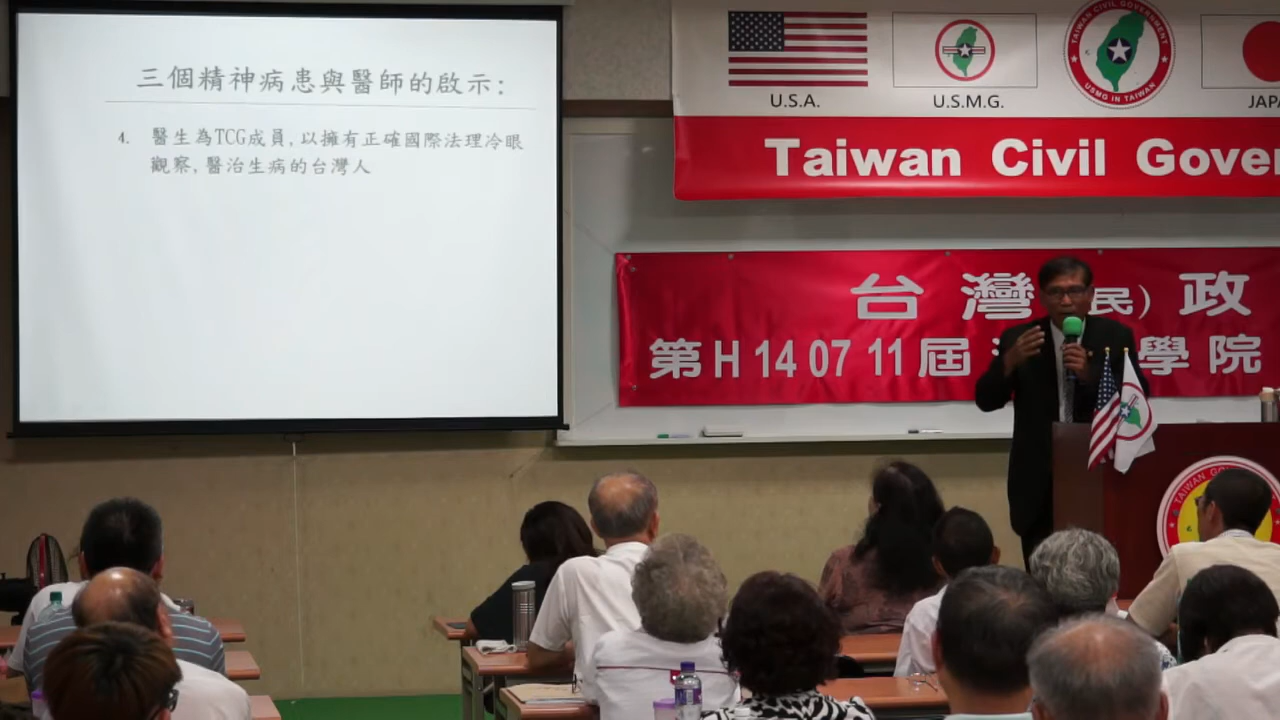 三個精神病患與醫師的啟示:
4. 醫生為TCG成員, 以擁有正確國際法理冷眼
觀察, 醫治生病的台灣人
U.S.A.
U.S.M.G.
TAIWAN CIVIL GOVERNMENT
USMG IN TAIWAN
JAPA
Taiwan Civil Gover
台灣 民) 政
第H 14 07 11 屆 學院
TAIWAN GO